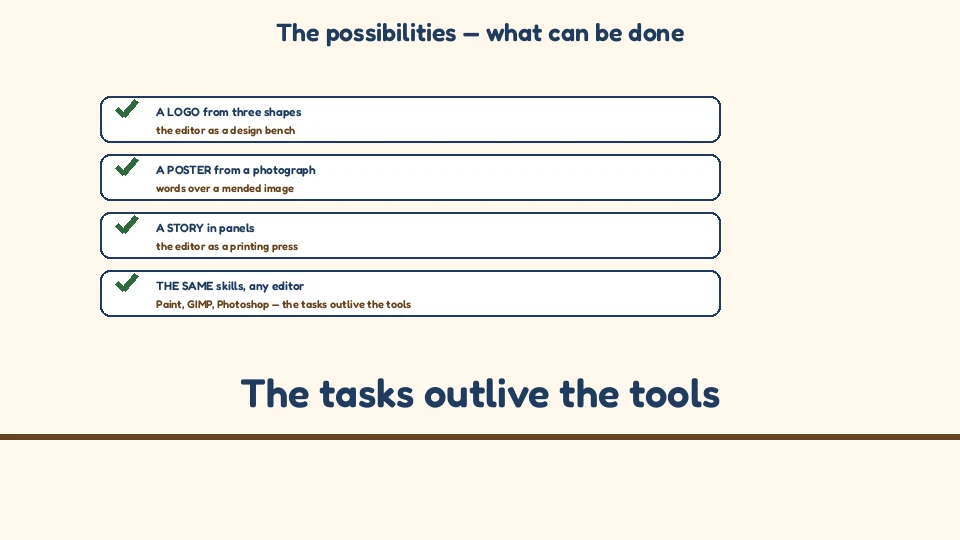 The possibilities — what can be done
A LOGO from three shapes
the editor as a design bench
A POSTER from a photograph
words over a mended image
A STORY in panels
the editor as a printing press
THE SAME skills, any editor
Paint, GIMP, Photoshop — the tasks outlive the tools
The tasks outlive the tools